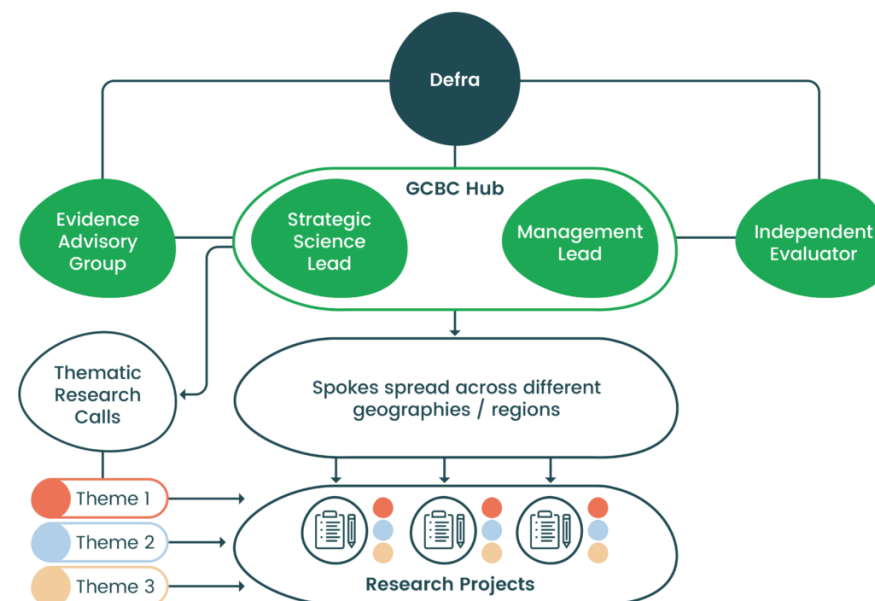 Defra
GCBC Hub
Evidence
Advisory
Group
Strategic
Science
Lead
Management
Lead
Independent
Evaluator
Thematic
Research
Calls
Spokes spread across different
geographies / regions
Theme 1
Theme 2
Theme 3
Research Projects